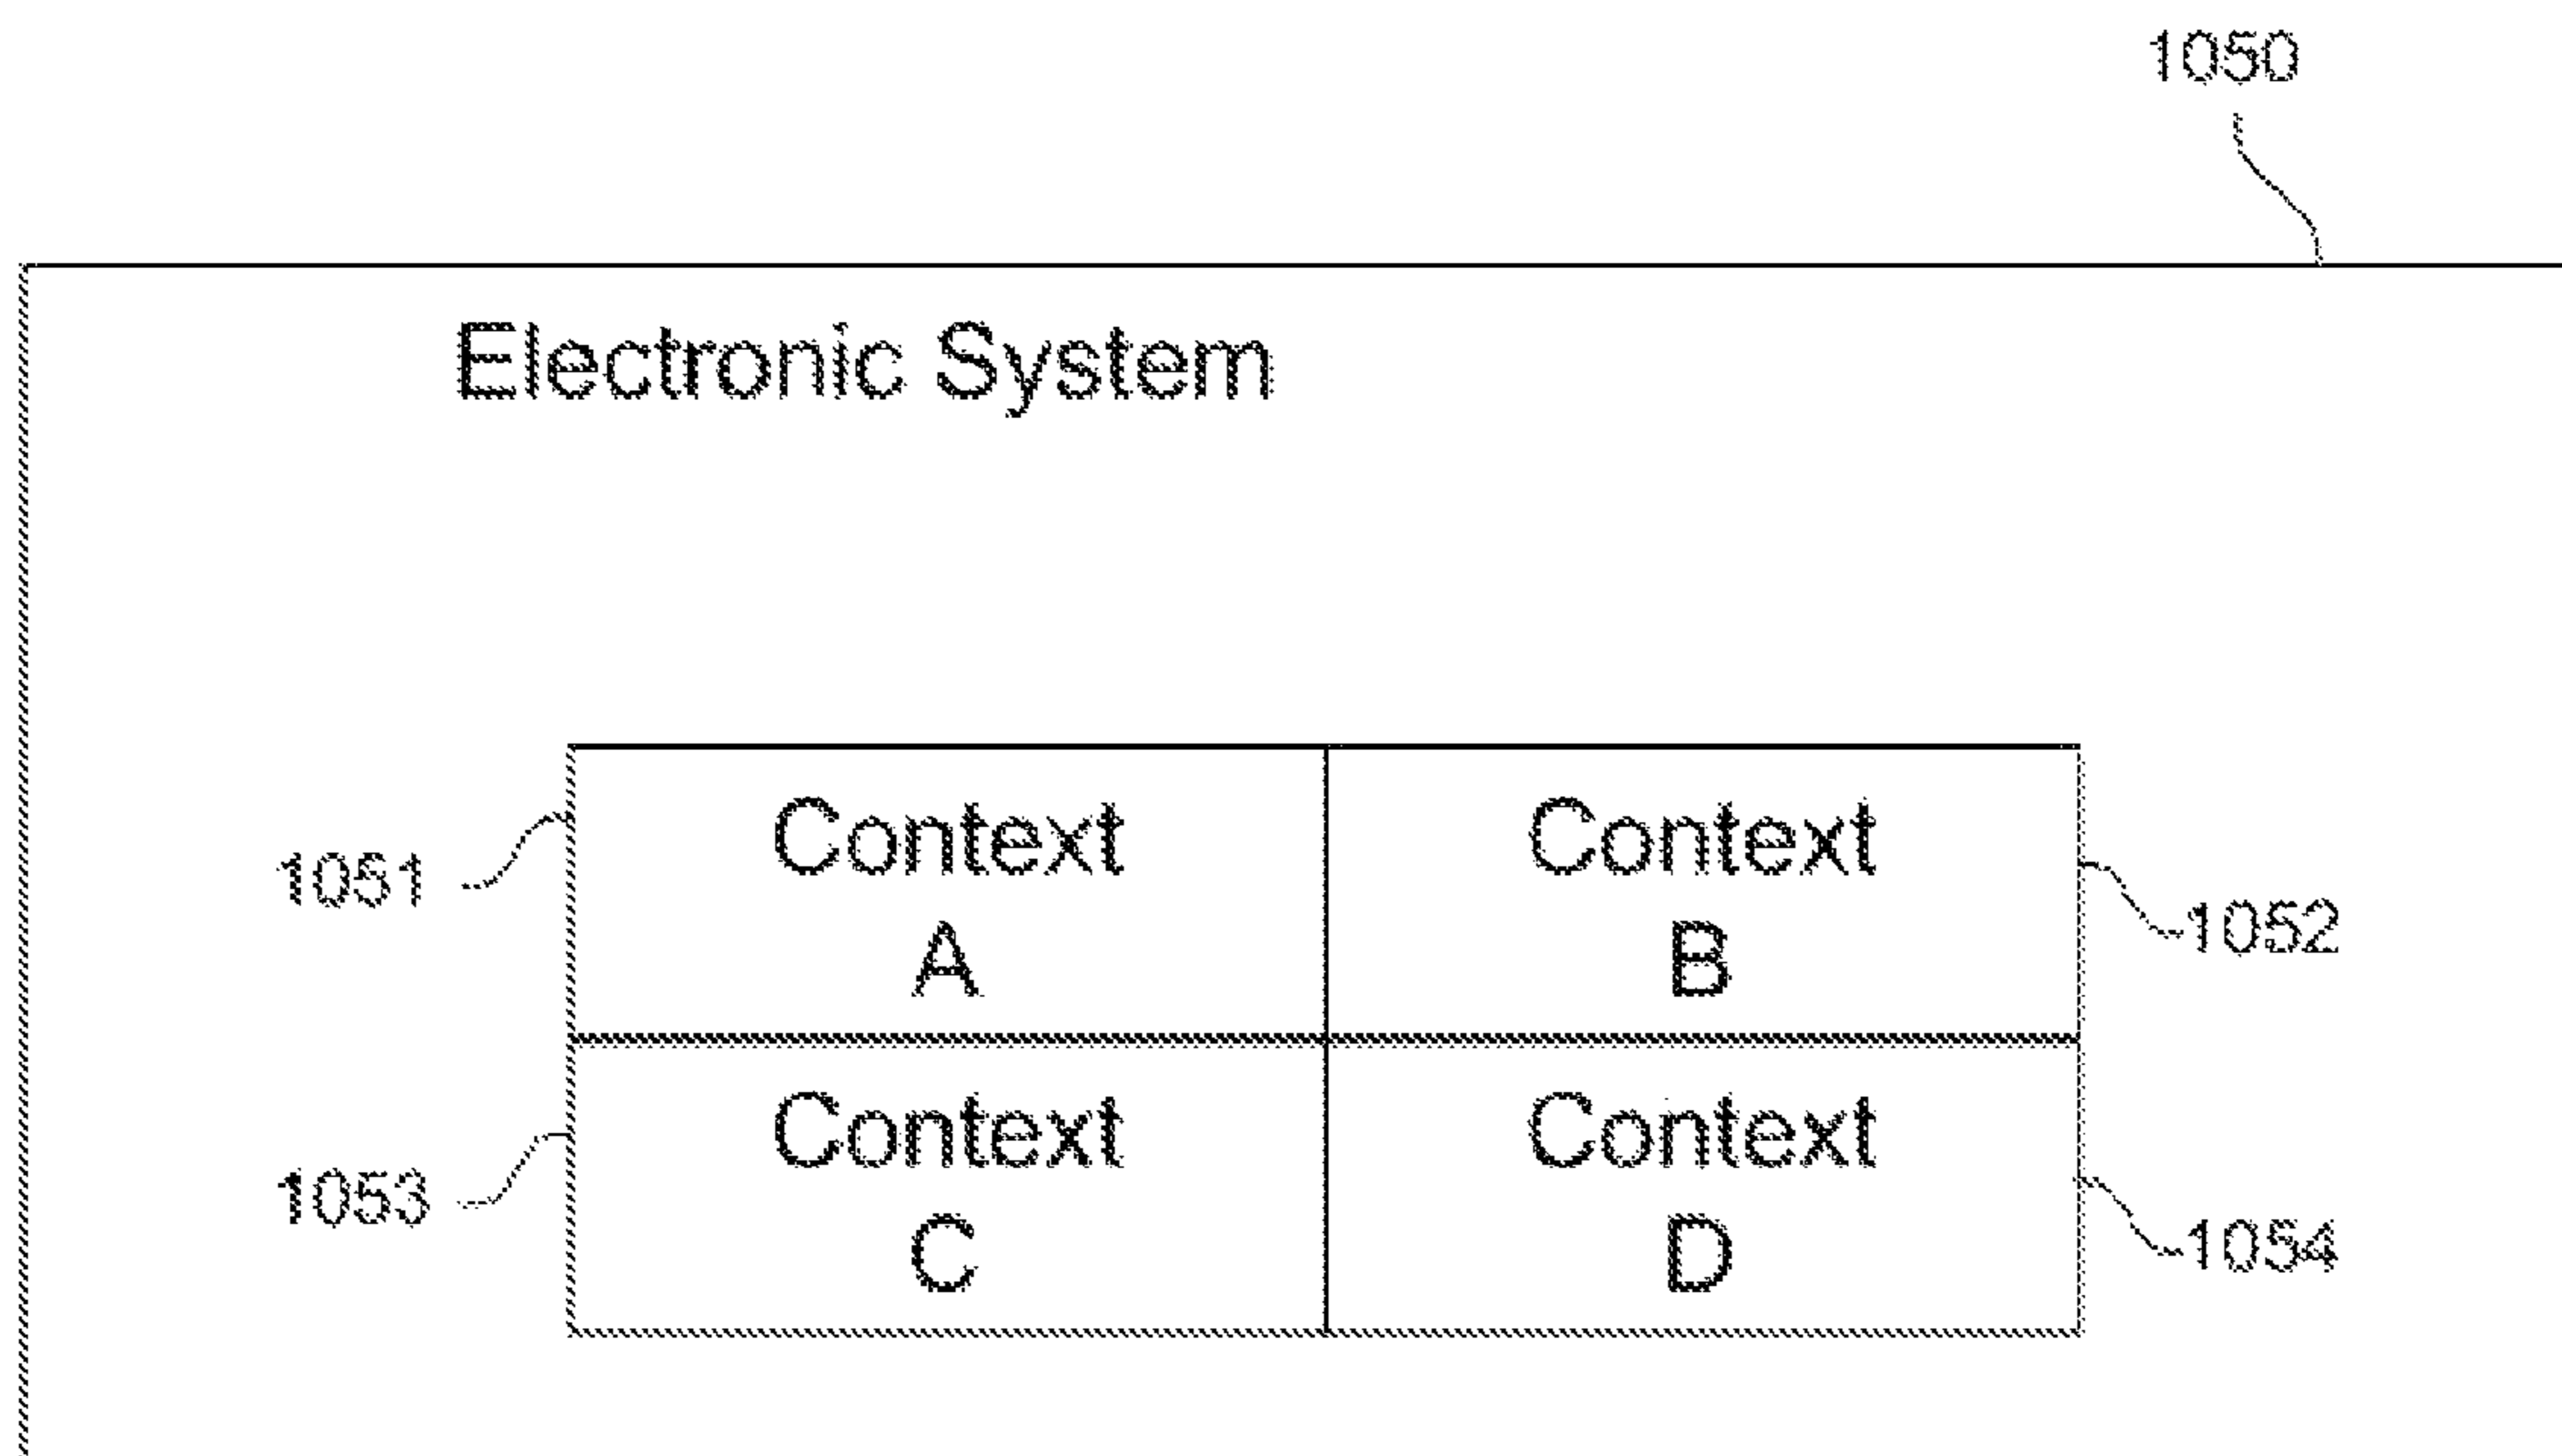 1050
Electronic System
Context
A
Context
B
1051
1052
Context
C
Context
D
1053
1054